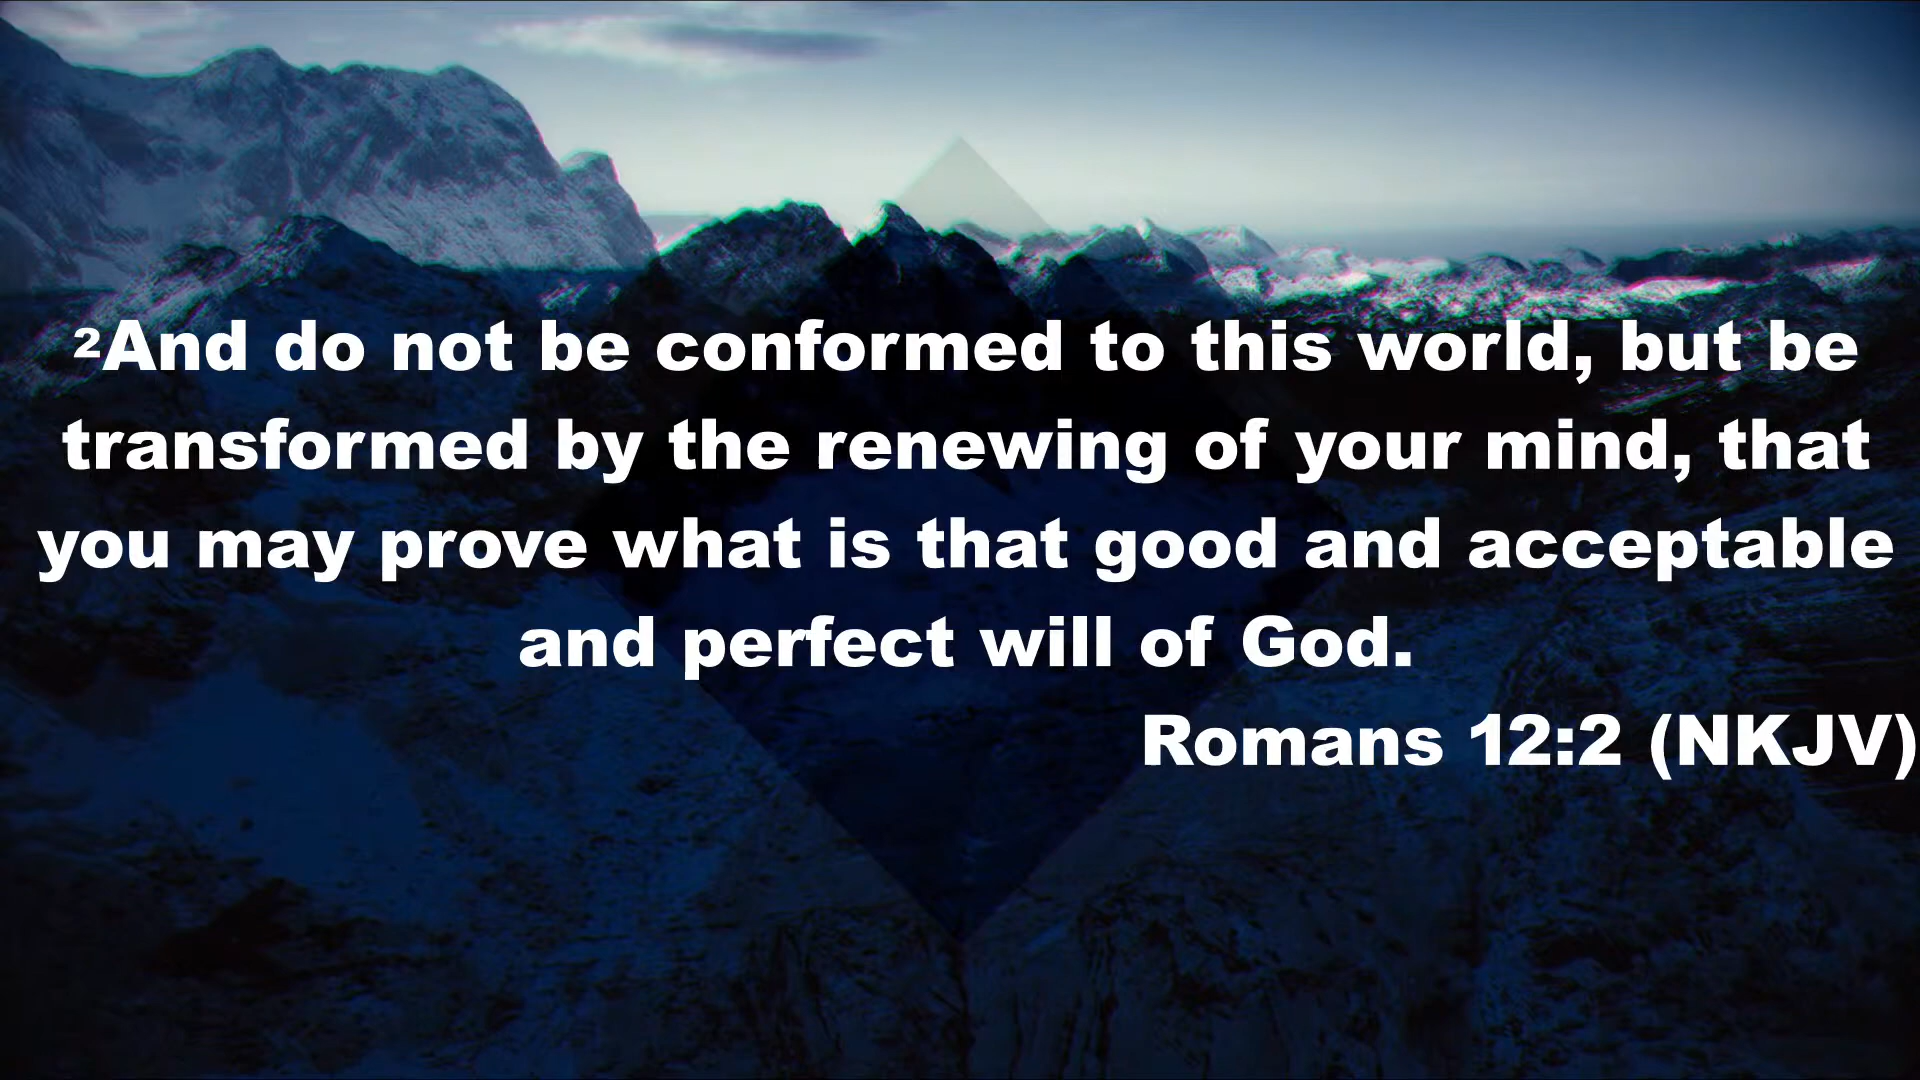 ²And do not be conformed to this world, but be
transformed by the renewing of your mind, that
you may prove what is that good and acceptable
and perfect will of God.
Romans 12:2 (NKJV)